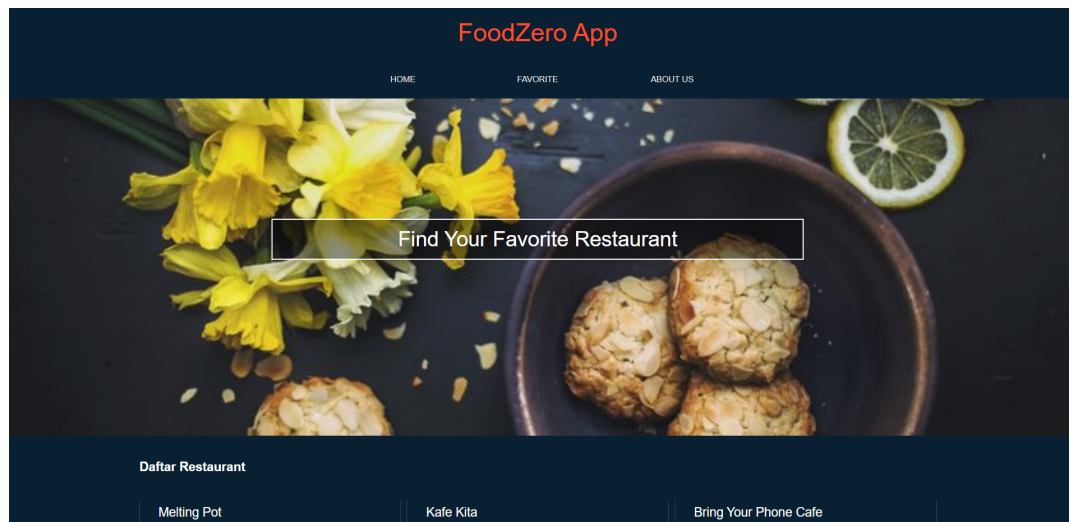 FoodZero App
HOME FAVORITE ABOUT US
Find Your Favorite Restaurant
Daftar Restaurant
Melting Pot Kafe Kita Bring Your Phone Cafe